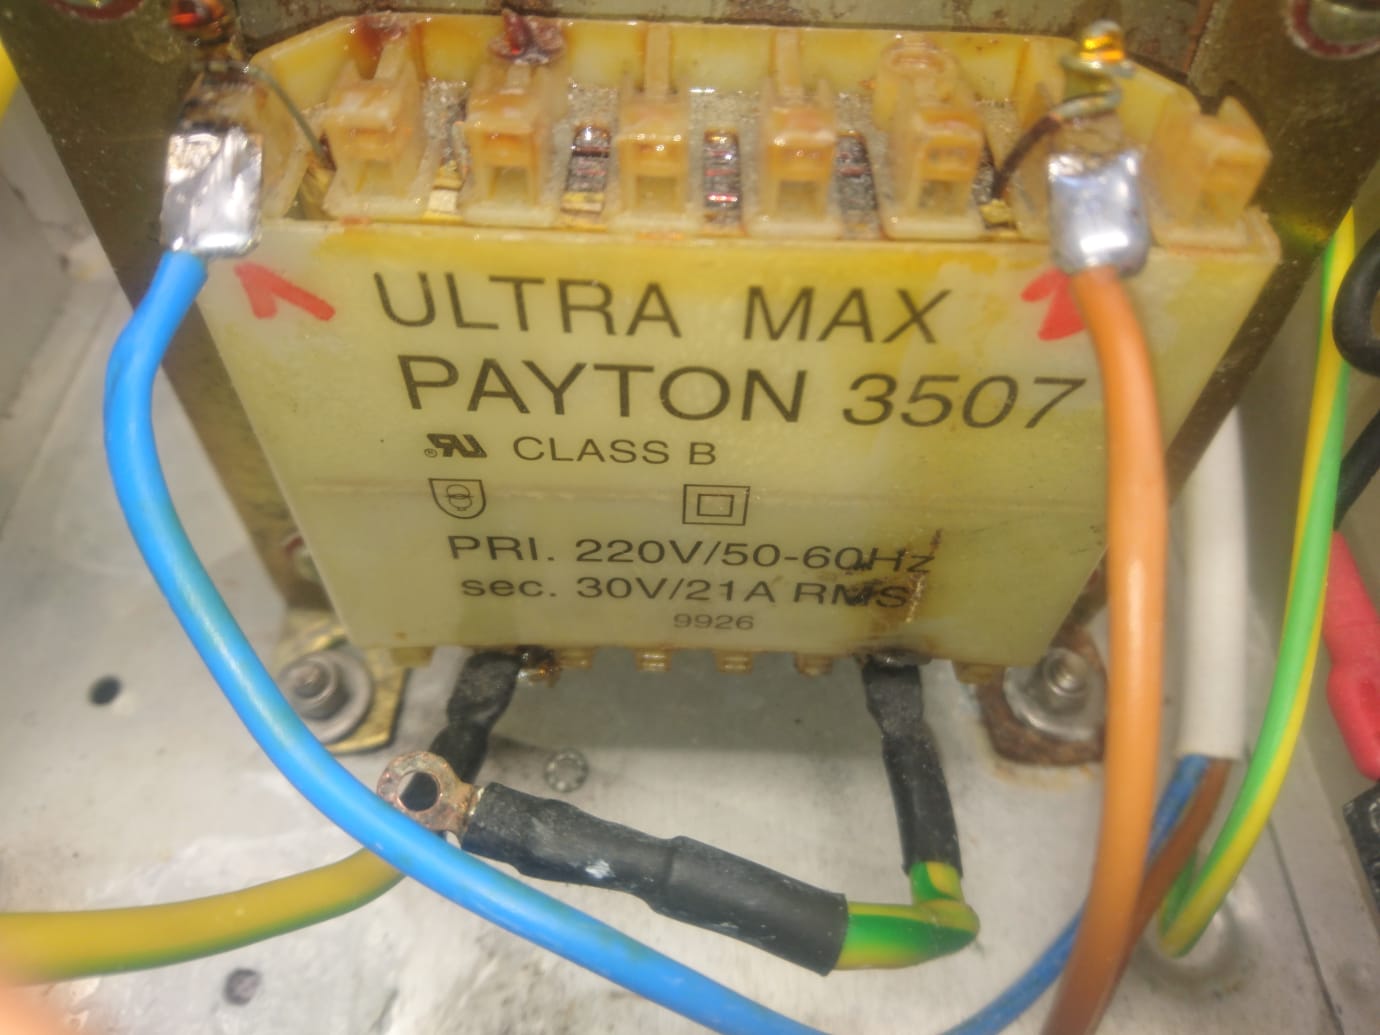 ULTRA MAX
PAYTON 3507
CLASS B
PRI. 220V/50-60Hz
sec. 30V/21A RMS
9926